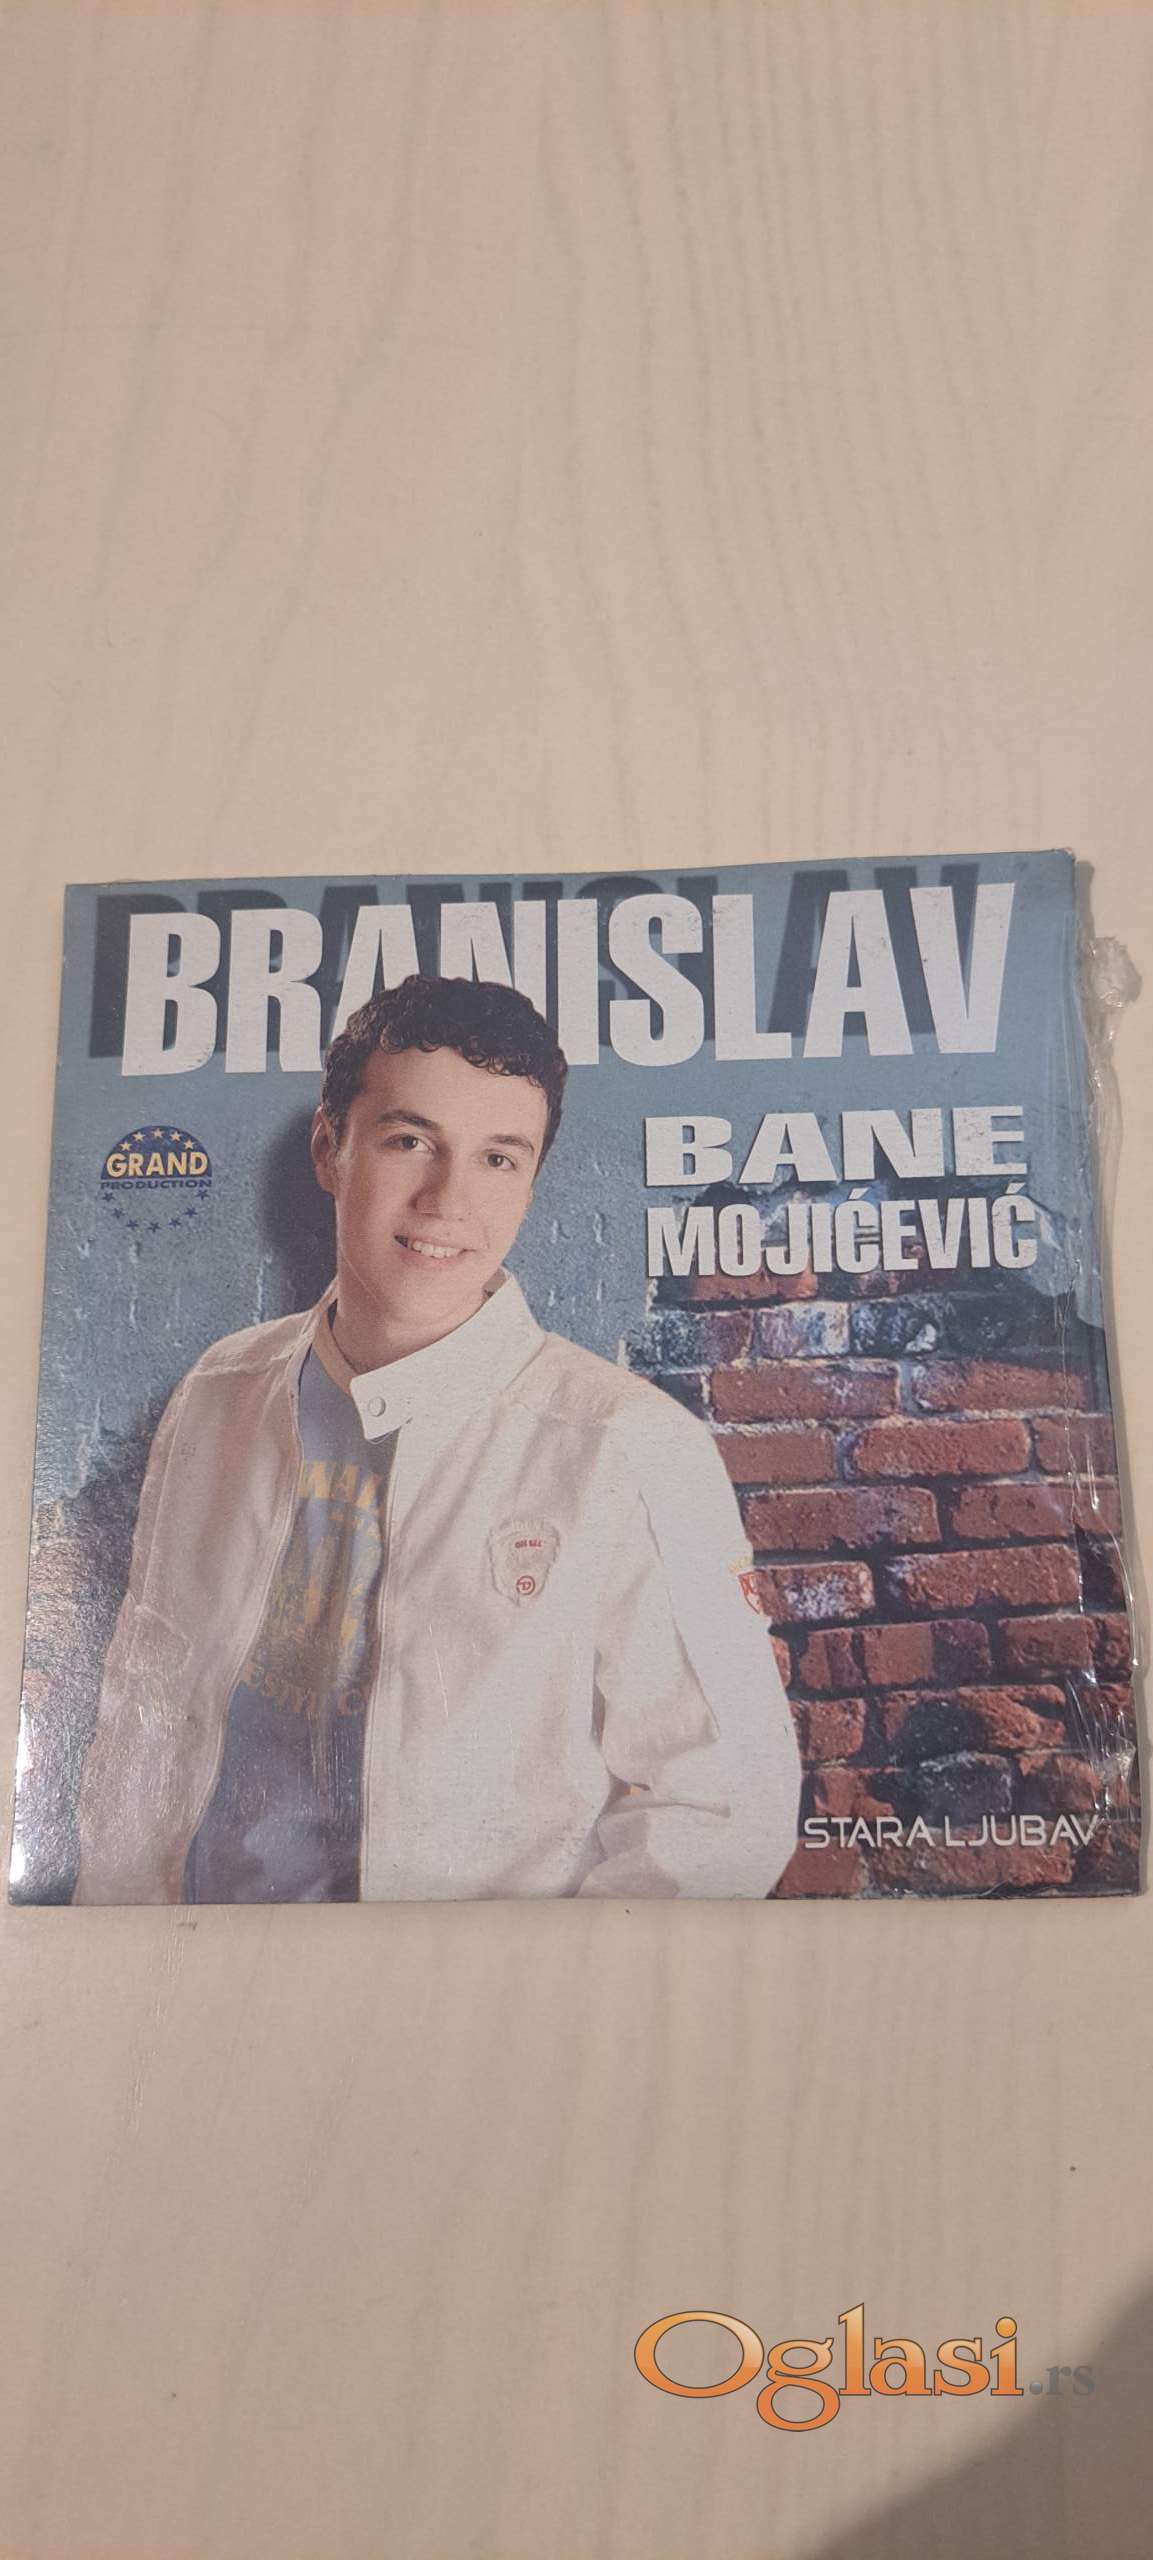 BRANISLAV
BANE
MOJIĆEVIĆ
GRAND
PRODUCTION
STARA LJUBAV
Oglasi.rs